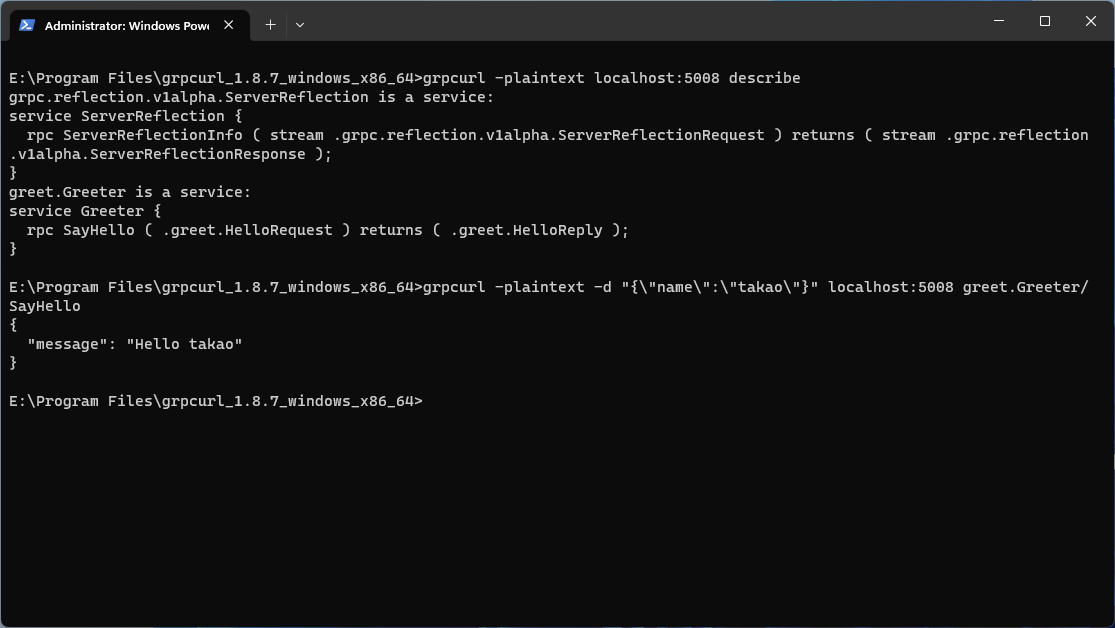 Administrator: Windows Pow
E:\Program Files\grpcurl_1.8.7_windows_x86_64>grpcurl -plaintext localhost:5008 describe
grpc.reflection.v1alpha.ServerReflection is a service:
service ServerReflection {
  rpc ServerReflectionInfo ( stream .grpc.reflection.v1alpha.ServerReflectionRequest ) returns ( stream .grpc.reflection
.v1alpha.ServerReflectionResponse );
}
greet.Greeter is a service:
service Greeter {
  rpc SayHello ( .greet.HelloRequest ) returns ( .greet.HelloReply );
}
E:\Program Files\grpcurl_1.8.7_windows_x86_64>grpcurl -plaintext -d "{\"name\":\"takao\"}" localhost:5008 greet.Greeter/
SayHello
{
  "message": "Hello takao"
}
E:\Program Files\grpcurl_1.8.7_windows_x86_64>